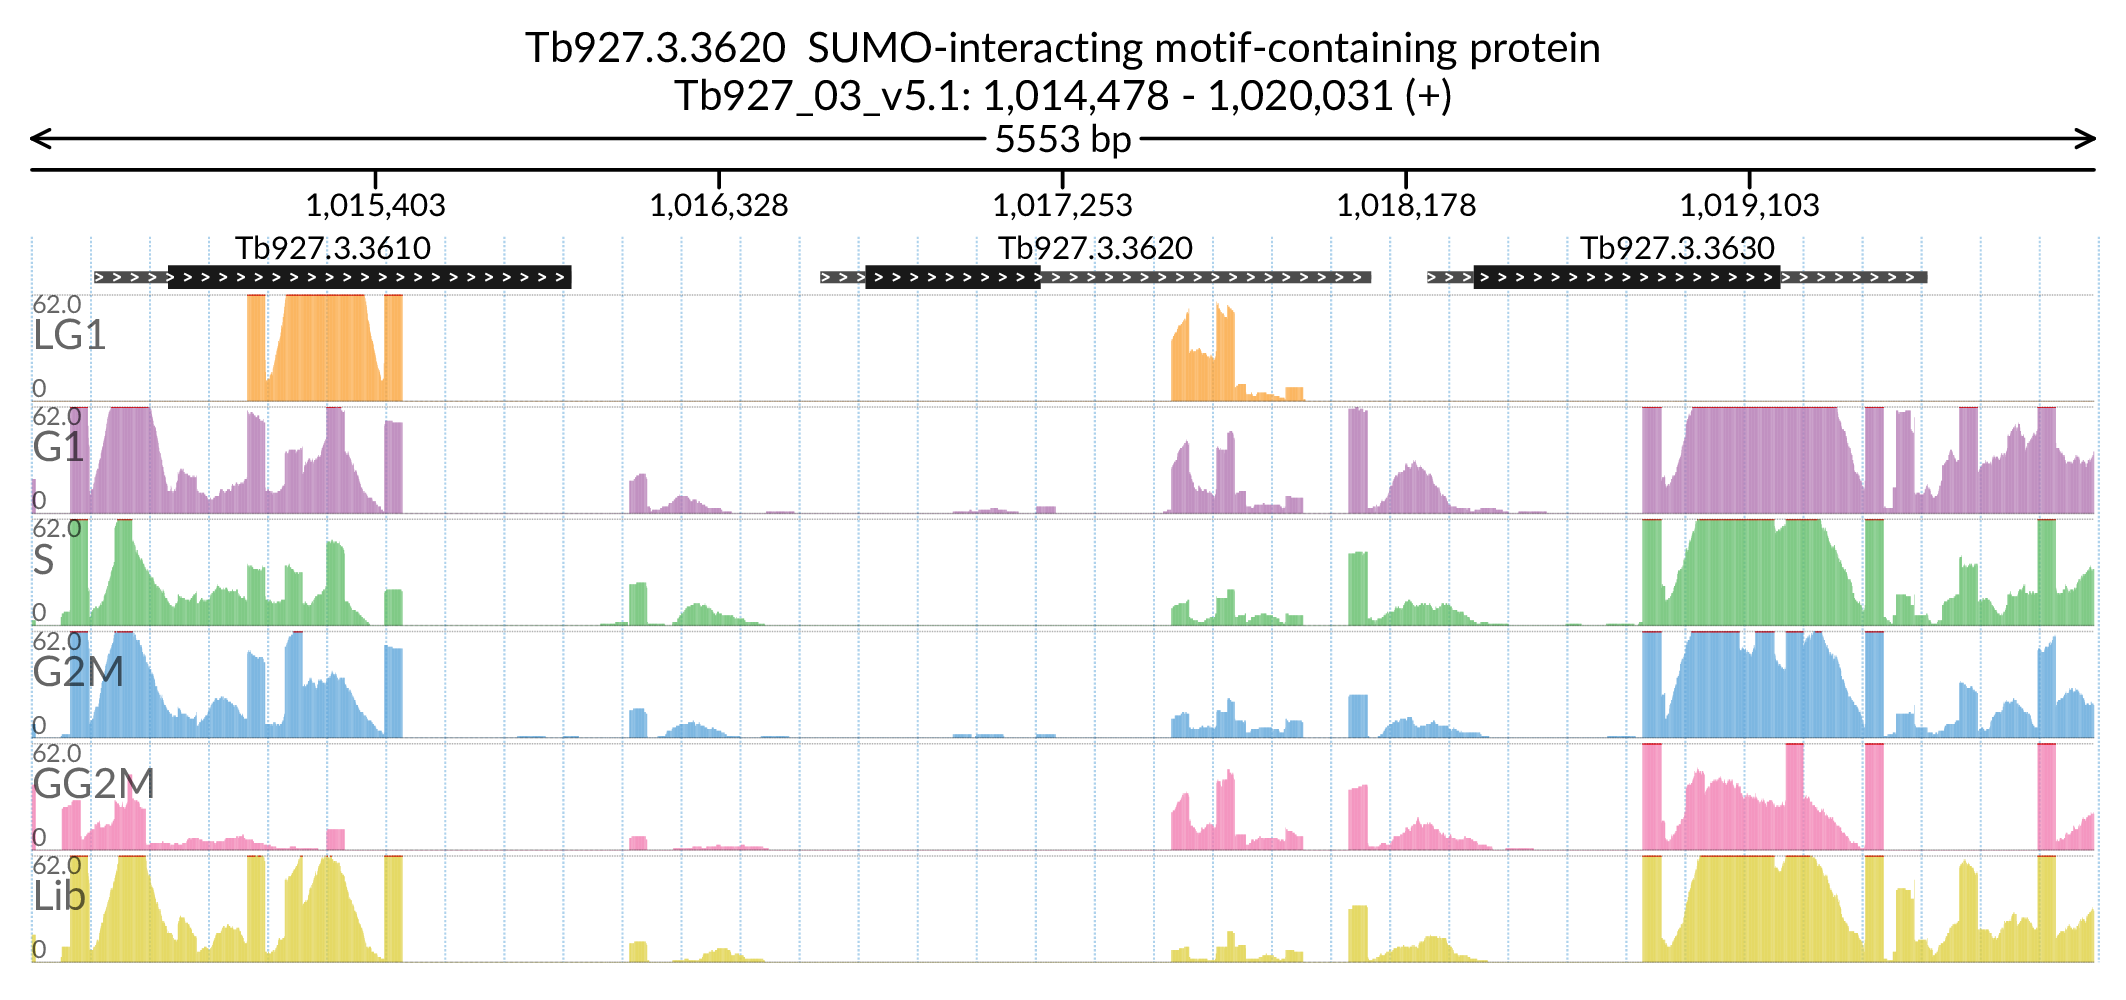 Tb927.3.3620  SUMO-interacting motif-containing protein
Tb927_03_v5.1: 1,014,478 - 1,020,031 (+)
5553 bp
1,015,403 1,016,328 1,017,253 1,018,178 1,019,103
Tb927.3.3610 Tb927.3.3620 Tb927.3.3630
62.0
LG1
0
62.0
G1
0
62.0
S
0
62.0
G2M
0
62.0
GG2M
0
62.0
Lib
0